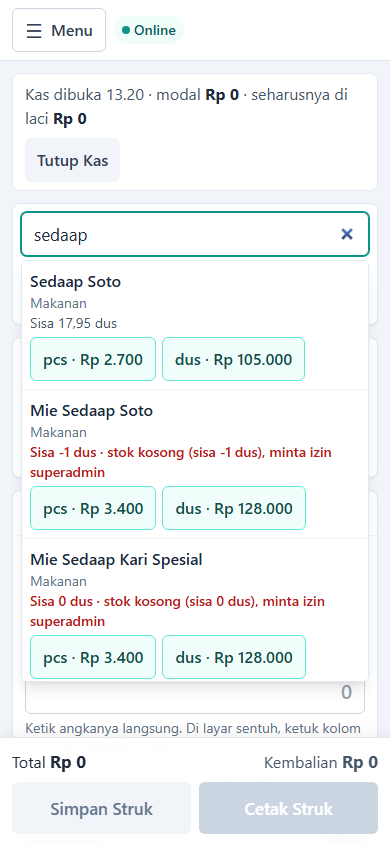 ☰ Menu
Online
Kas dibuka 13.20 · modal Rp 0 · seharusnya di
laci Rp 0
Tutup Kas
sedaap
Sedaap Soto
Makanan
Sisa 17,95 dus
pcs · Rp 2.700
dus · Rp 105.000
Mie Sedaap Soto
Makanan
Sisa -1 dus · stok kosong (sisa -1 dus), minta izin
superadmin
pcs · Rp 3.400
dus · Rp 128.000
Mie Sedaap Kari Spesial
Makanan
Sisa 0 dus · stok kosong (sisa 0 dus), minta izin
superadmin
pcs · Rp 3.400
dus · Rp 128.000
0
Ketik angkanya langsung. Di layar sentuh, ketuk kolom
Total Rp 0
Kembalian Rp 0
Simpan Struk
Cetak Struk